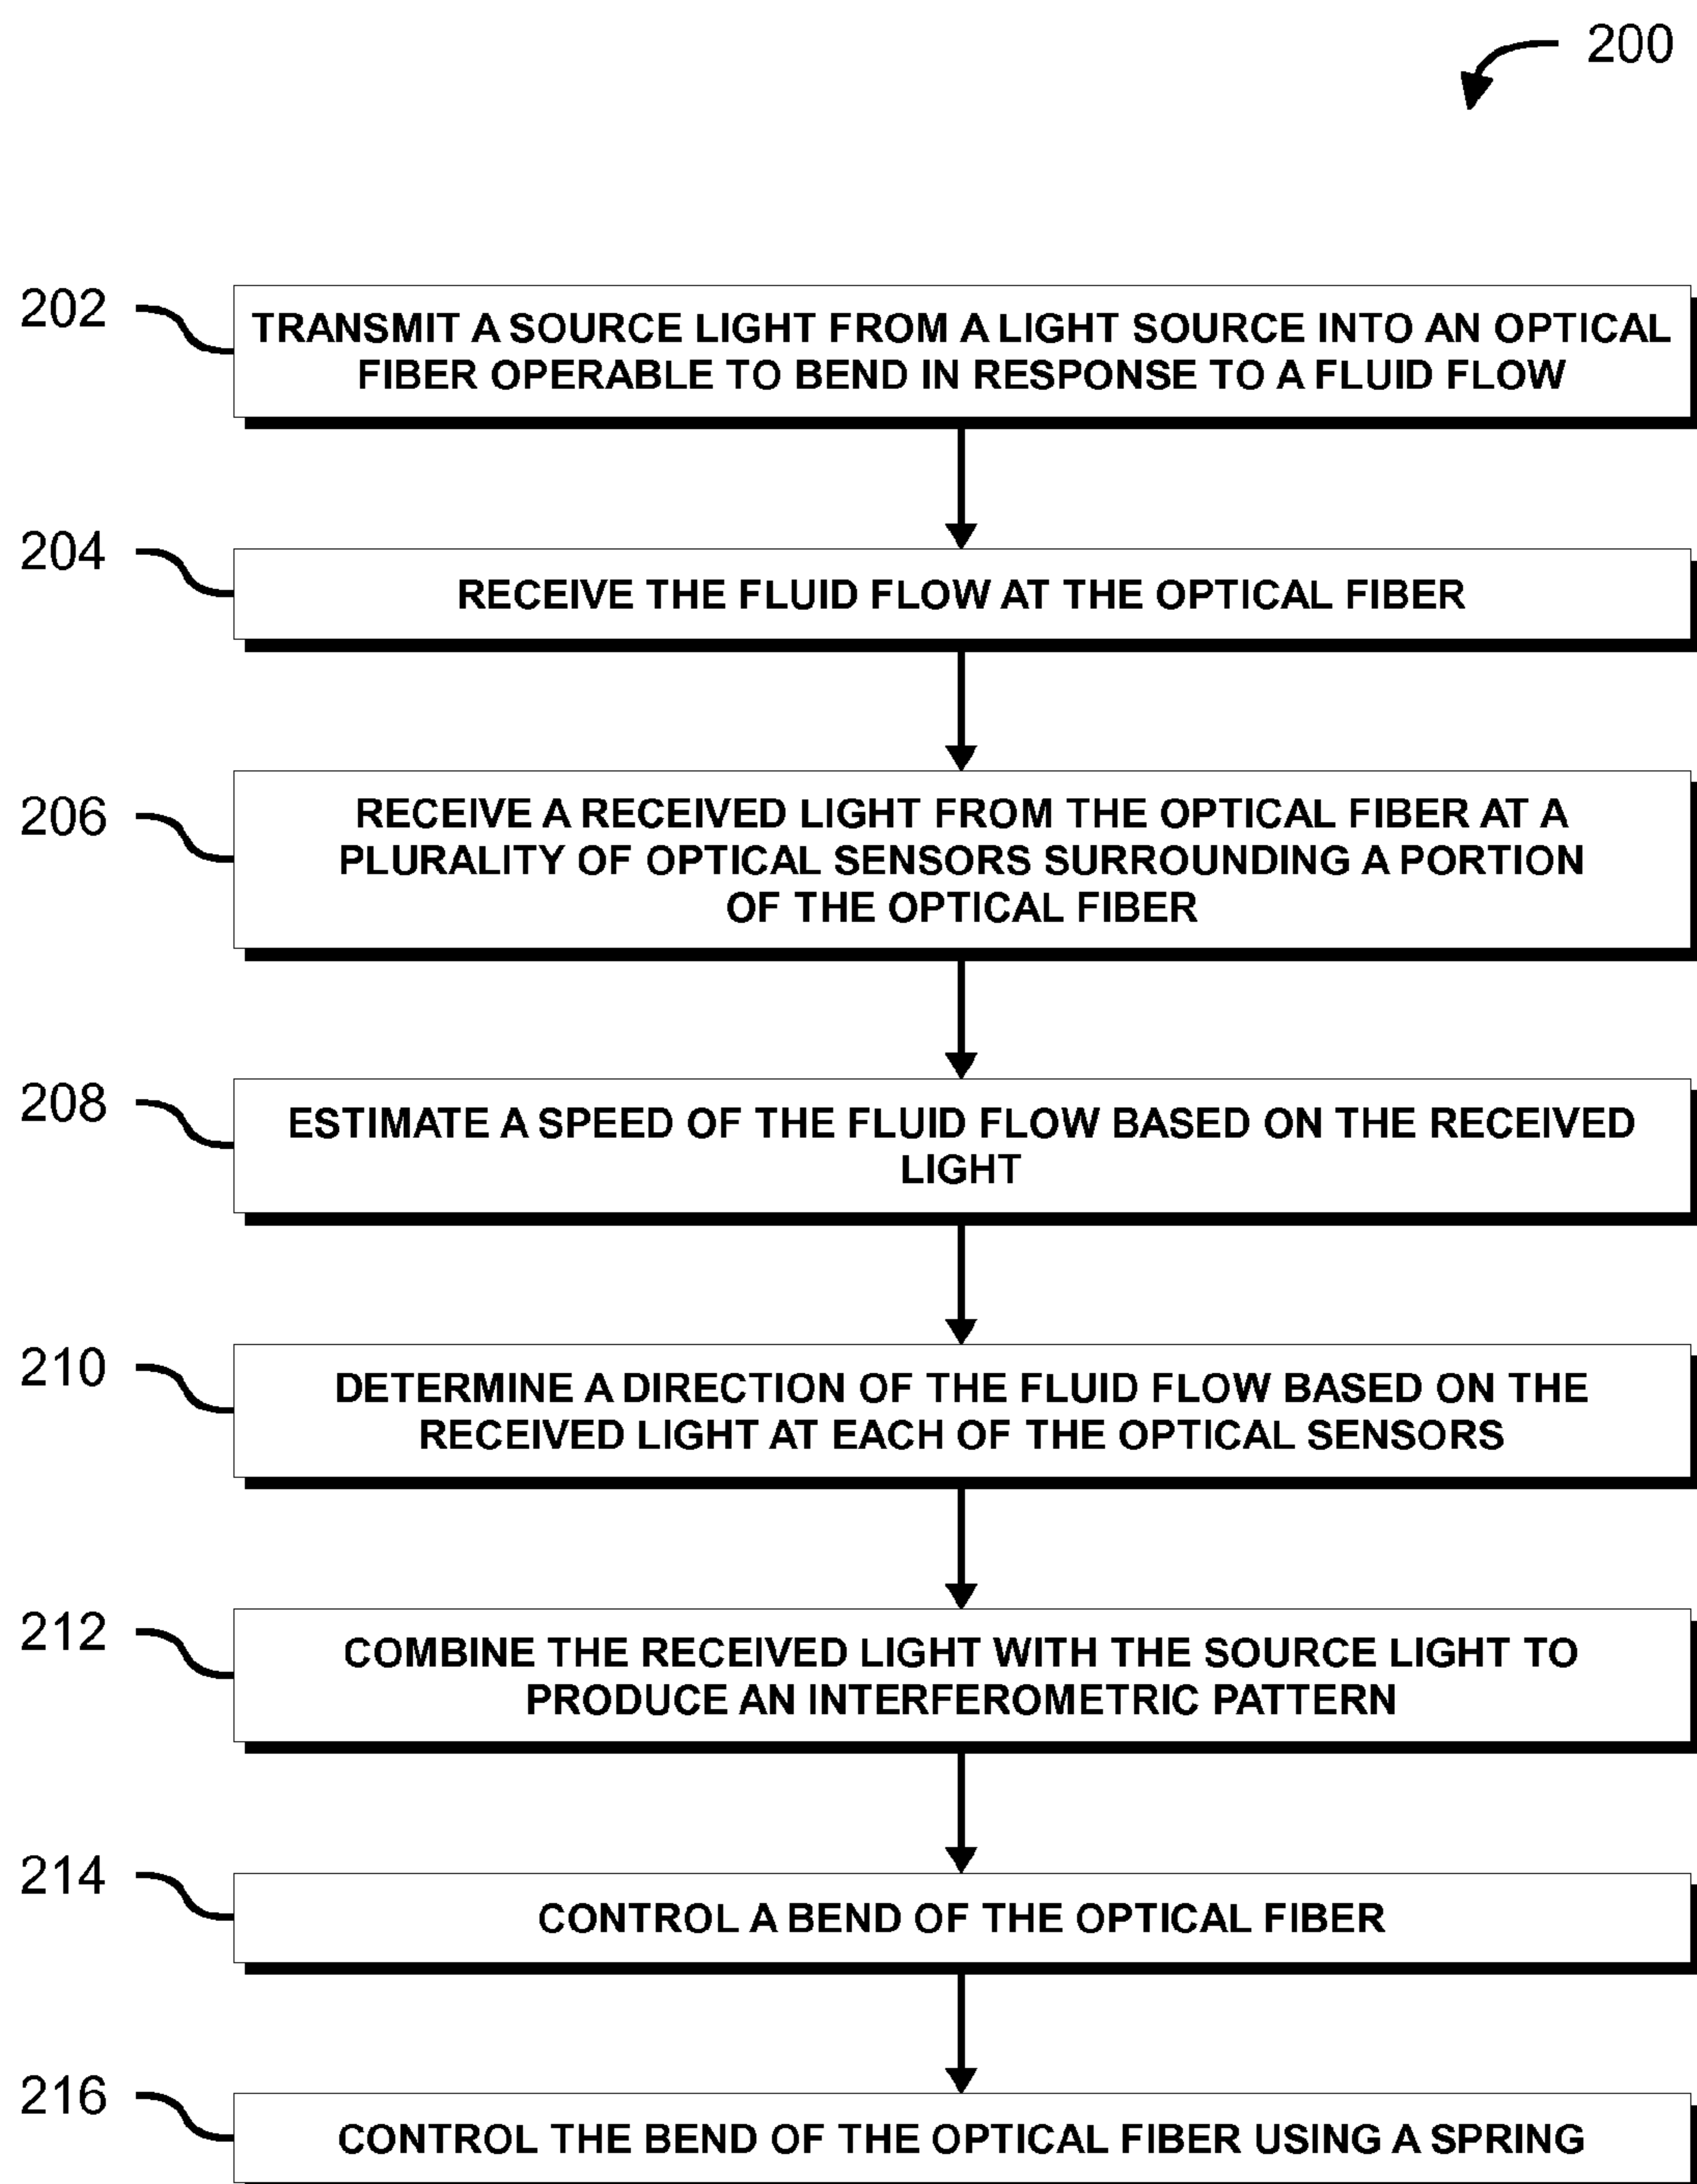 200
202
TRANSMIT A SOURCE LIGHT FROM A LIGHT SOURCE INTO AN OPTICAL
FIBER OPERABLE TO BEND IN RESPONSE TO A FLUID FLOW
204
RECEIVE THE FLUID FLOW AT THE OPTICAL FIBER
206
RECEIVE A RECEIVED LIGHT FROM THE OPTICAL FIBER AT A
PLURALITY OF OPTICAL SENSORS SURROUNDING A PORTION
OF THE OPTICAL FIBER
208
ESTIMATE A SPEED OF THE FLUID FLOW BASED ON THE RECEIVED
LIGHT
210
DETERMINE A DIRECTION OF THE FLUID FLOW BASED ON THE
RECEIVED LIGHT AT EACH OF THE OPTICAL SENSORS
212
COMBINE THE RECEIVED LIGHT WITH THE SOURCE LIGHT TO
PRODUCE AN INTERFEROMETRIC PATTERN
214
CONTROL A BEND OF THE OPTICAL FIBER
216
CONTROL THE BEND OF THE OPTICAL FIBER USING A SPRING